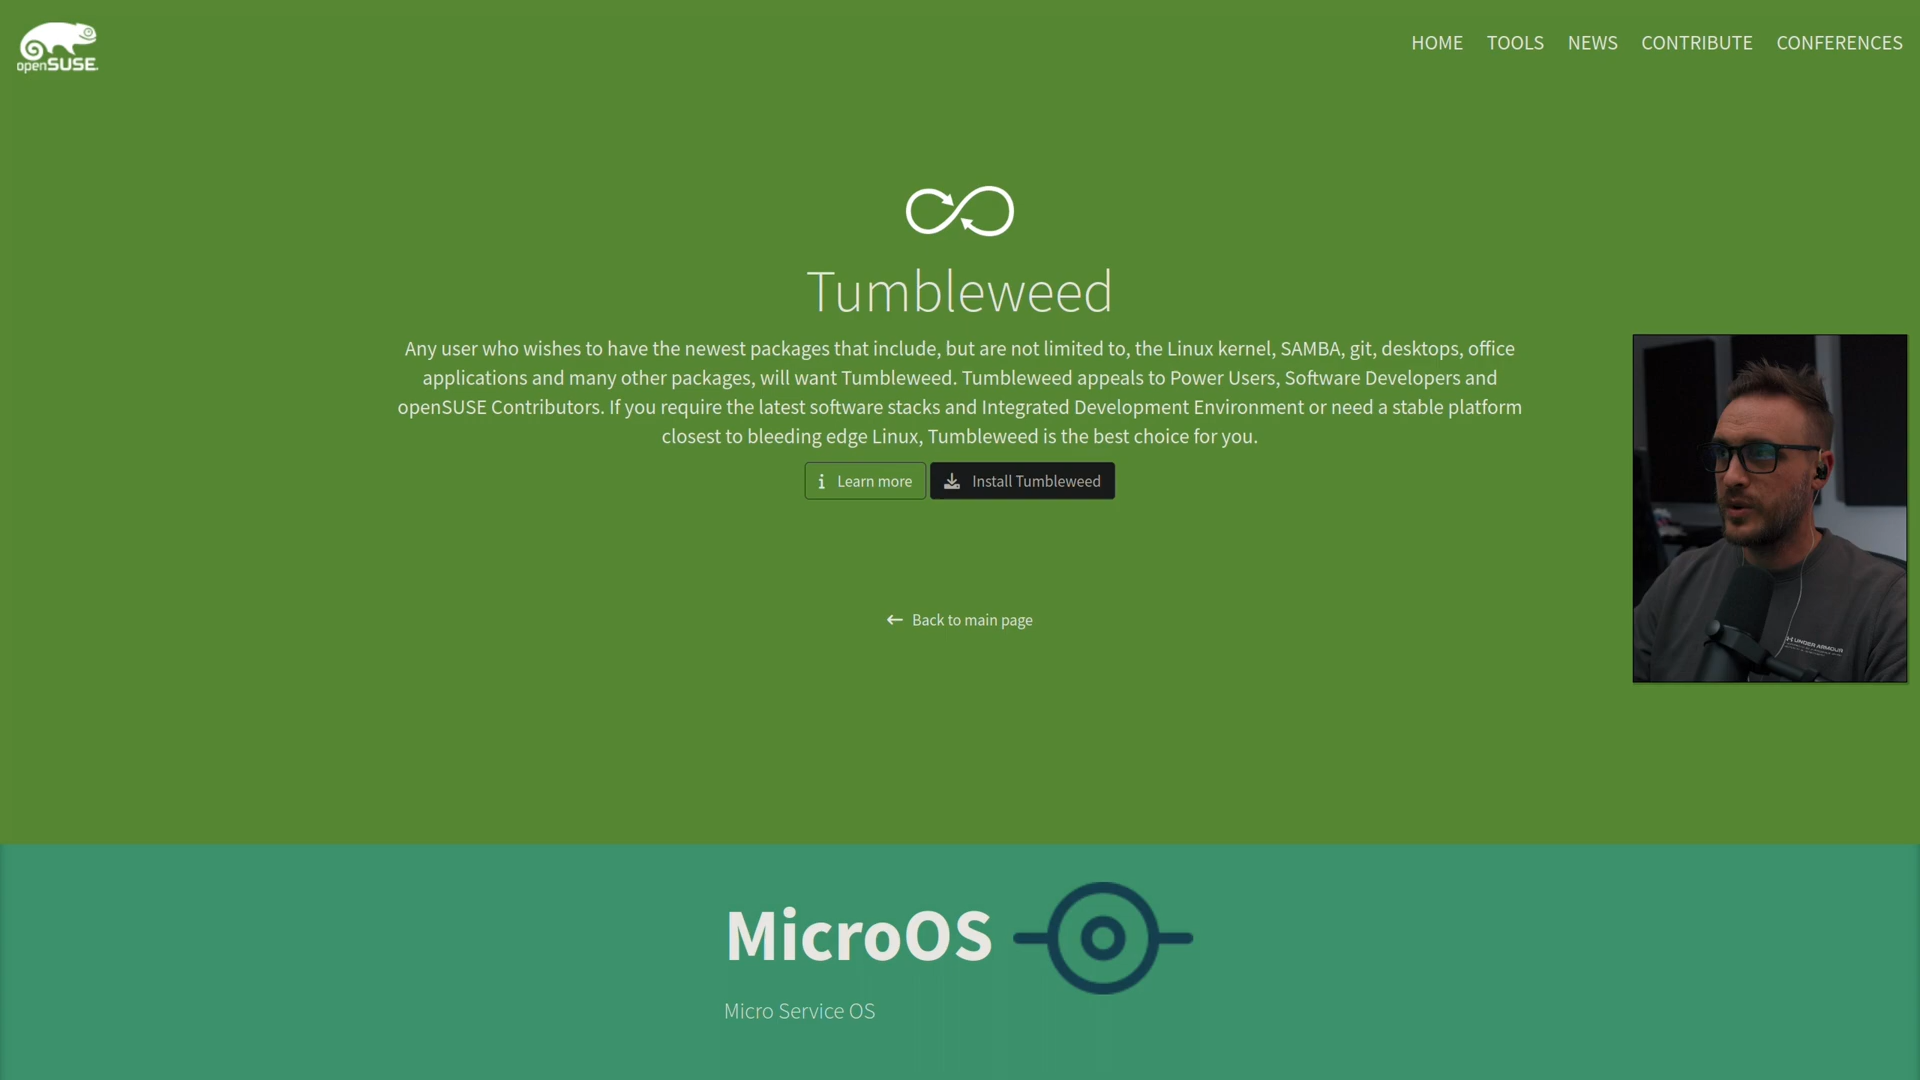 openSUSE
HOME TOOLS NEWS CONTRIBUTE CONFERENCES
Tumbleweed
Any user who wishes to have the newest packages that include, but are not limited to, the Linux kernel, SAMBA, git, desktops, office
applications and many other packages, will want Tumbleweed. Tumbleweed appeals to Power Users, Software Developers and
openSUSE Contributors. If you require the latest software stacks and Integrated Development Environment or need a stable platform
closest to bleeding edge Linux, Tumbleweed is the best choice for you.
Learn more
Install Tumbleweed
Back to main page
UNDER ARMOUR
MicroOS
Micro Service OS